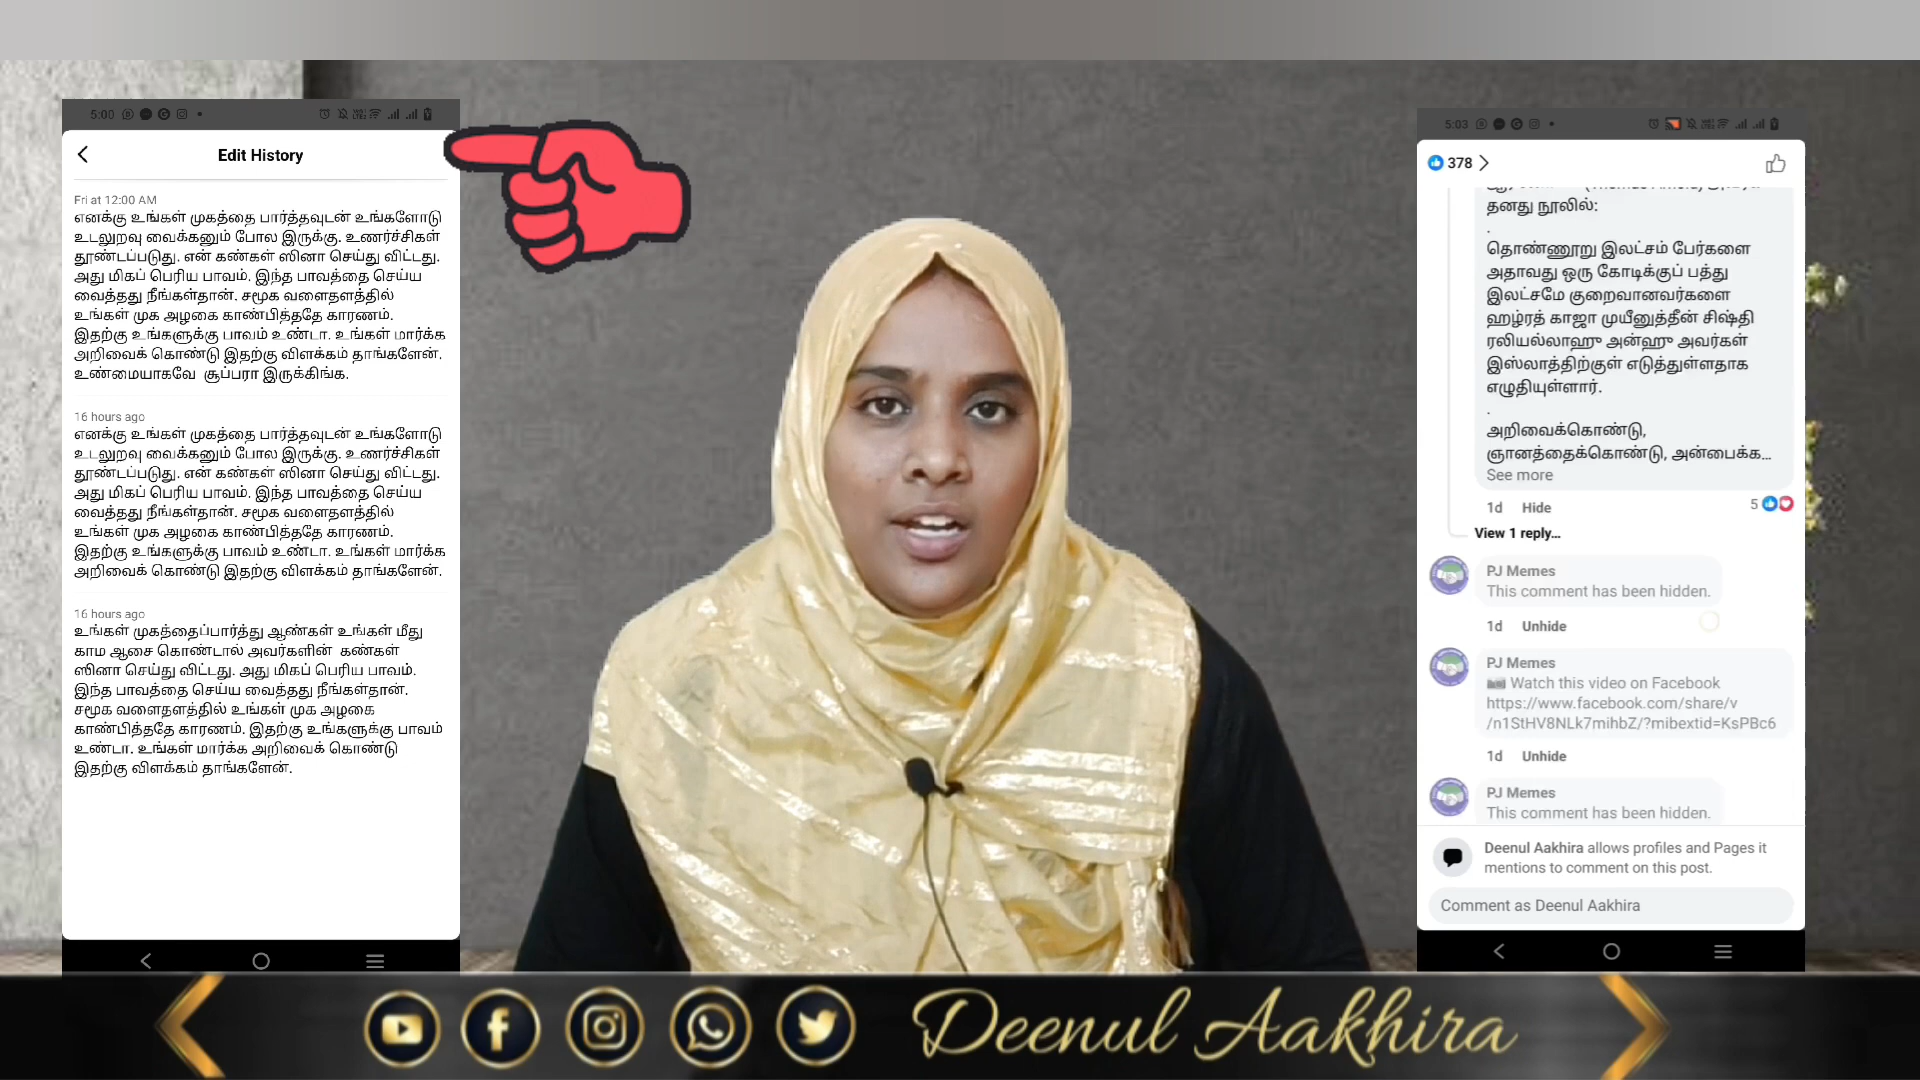 5:00
Edit History
Fri at 12:00 AM
எனக்கு உங்கள் முகத்தை பார்த்தவுடன் உங்களோடு
உடலுறவு வைக்கனும் போல இருக்கு. உணர்ச்சிகள்
தூண்டப்படுது. என் கண்கள் ஸினா செய்து விட்டது.
அது மிகப் பெரிய பாவம். இந்த பாவத்தை செய்ய
வைத்தது நீங்கள்தான். சமூக வளைதளத்தில்
உங்கள் முக அழகை காண்பித்ததே காரணம்.
இதற்கு உங்களுக்கு பாவம் உண்டா. உங்கள் மார்க்க
அறிவைக் கொண்டு இதற்கு விளக்கம் தாங்களேன்.
உண்மையாகவே சூப்பரா இருக்கிங்க.
16 hours ago
எனக்கு உங்கள் முகத்தை பார்த்தவுடன் உங்களோடு
உடலுறவு வைக்கனும் போல இருக்கு. உணர்ச்சிகள்
தூண்டப்படுது. என் கண்கள் ஸினா செய்து விட்டது.
அது மிகப் பெரிய பாவம். இந்த பாவத்தை செய்ய
வைத்தது நீங்கள்தான். சமூக வளைதளத்தில்
உங்கள் முக அழகை காண்பித்ததே காரணம்.
இதற்கு உங்களுக்கு பாவம் உண்டா. உங்கள் மார்க்க
அறிவைக் கொண்டு இதற்கு விளக்கம் தாங்களேன்.
16 hours ago
உங்கள் முகத்தைப்பார்த்து ஆண்கள் உங்கள் மீது
காம ஆசை கொண்டால் அவர்களின் கண்கள்
ஸினா செய்து விட்டது. அது மிகப் பெரிய பாவம்.
இந்த பாவத்தை செய்ய வைத்தது நீங்கள்தான்.
சமூக வளைதளத்தில் உங்கள் முக அழகை
காண்பித்ததே காரணம். இதற்கு உங்களுக்கு பாவம்
உண்டா. உங்கள் மார்க்க அறிவைக் கொண்டு
இதற்கு விளக்கம் தாங்களேன்.
5:03
378
தனது நூலில்:
.
தொண்ணூறு இலட்சம் பேர்களை
அதாவது ஒரு கோடிக்குப் பத்து
இலட்சமே குறைவானவர்களை
ஹழ்ரத் காஜா முயீனுத்தீன் சிஷ்தி
ரலியல்லாஹு அன்ஹு அவர்கள்
இஸ்லாத்திற்குள் எடுத்துள்ளதாக
எழுதியுள்ளார்.
.
அறிவைக்கொண்டு,
ஞானத்தைக்கொண்டு, அன்பைக்க...
See more
1d Hide 5
View 1 reply...
PJ Memes
This comment has been hidden.
1d Unhide
PJ Memes
Watch this video on Facebook
https://www.facebook.com/share/v
/n1StHV8NLk7mihbZ/?mibextid=KsPBc6
1d Unhide
PJ Memes
This comment has been hidden.
Deenul Aakhira allows profiles and Pages it
mentions to comment on this post.
Comment as Deenul Aakhira
Deenul Aakhira